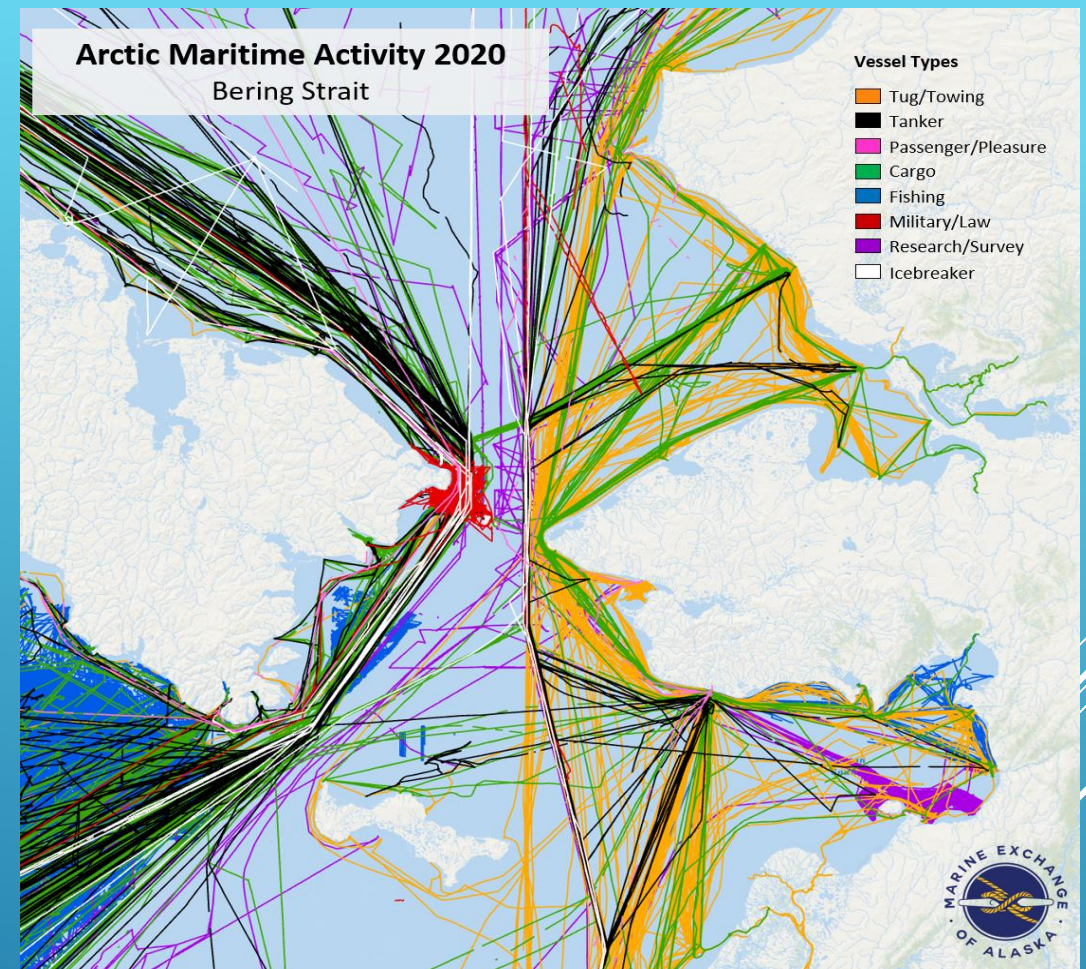 Arctic Maritime Activity 2020
Bering Strait
Vessel Types
Tug/Towing
Tanker
Passenger/Pleasure
Cargo
Fishing
Military/Law
Research/Survey
Icebreaker
MARINE EXCHANGE
OF ALASKA